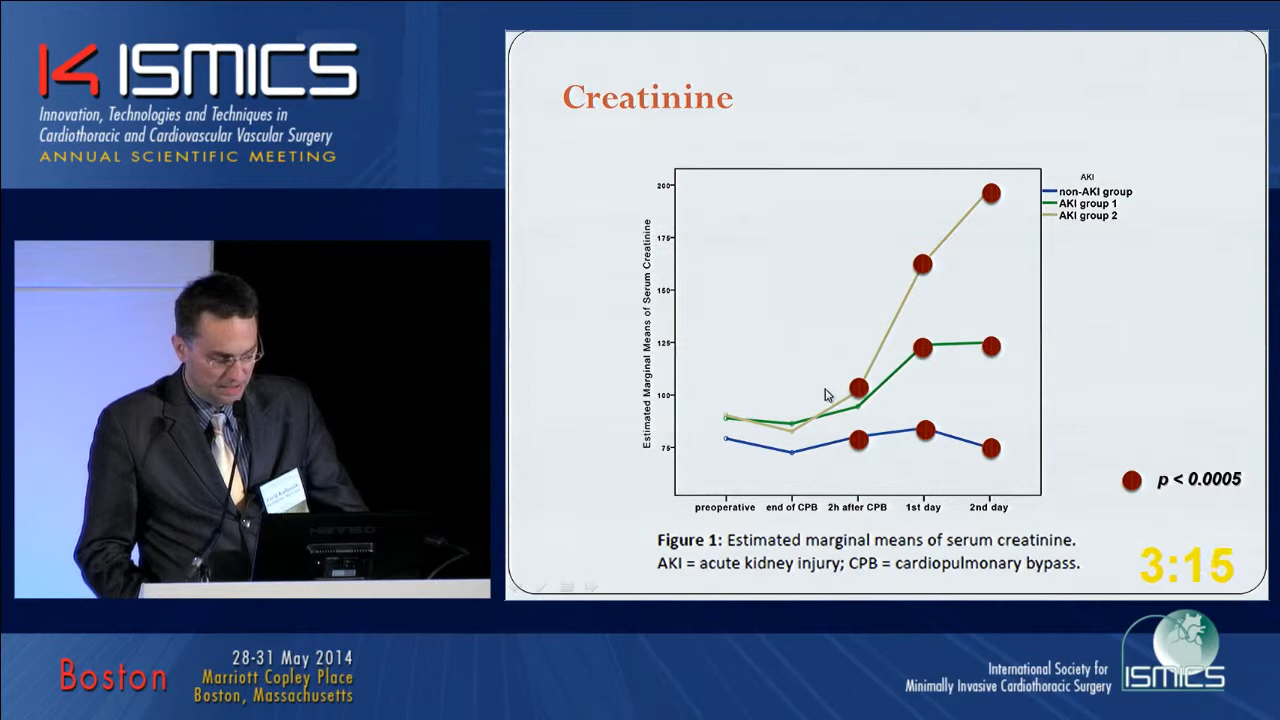 14 ISMICS
Innovation, Technologies and Techniques in
Cardiothoracic and Cardiovascular Vascular Surgery
ANNUAL SCIENTIFIC MEETING
Creatinine
Estimated Marginal Means of Serum Creatinine
200
175
150
125
100
75
preoperative end of CPB 2h after CPB 1st day 2nd day
AKI
non-AKI group
AKI group 1
AKI group 2
p < 0.0005
Figure 1: Estimated marginal means of serum creatinine.
AKI = acute kidney injury; CPB = cardiopulmonary bypass.
3:15
Boston
28-31 May 2014
Marriott Copley Place
Boston, Massachusetts
International Society for
Minimally Invasive Cardiothoracic Surgery
ISMICS